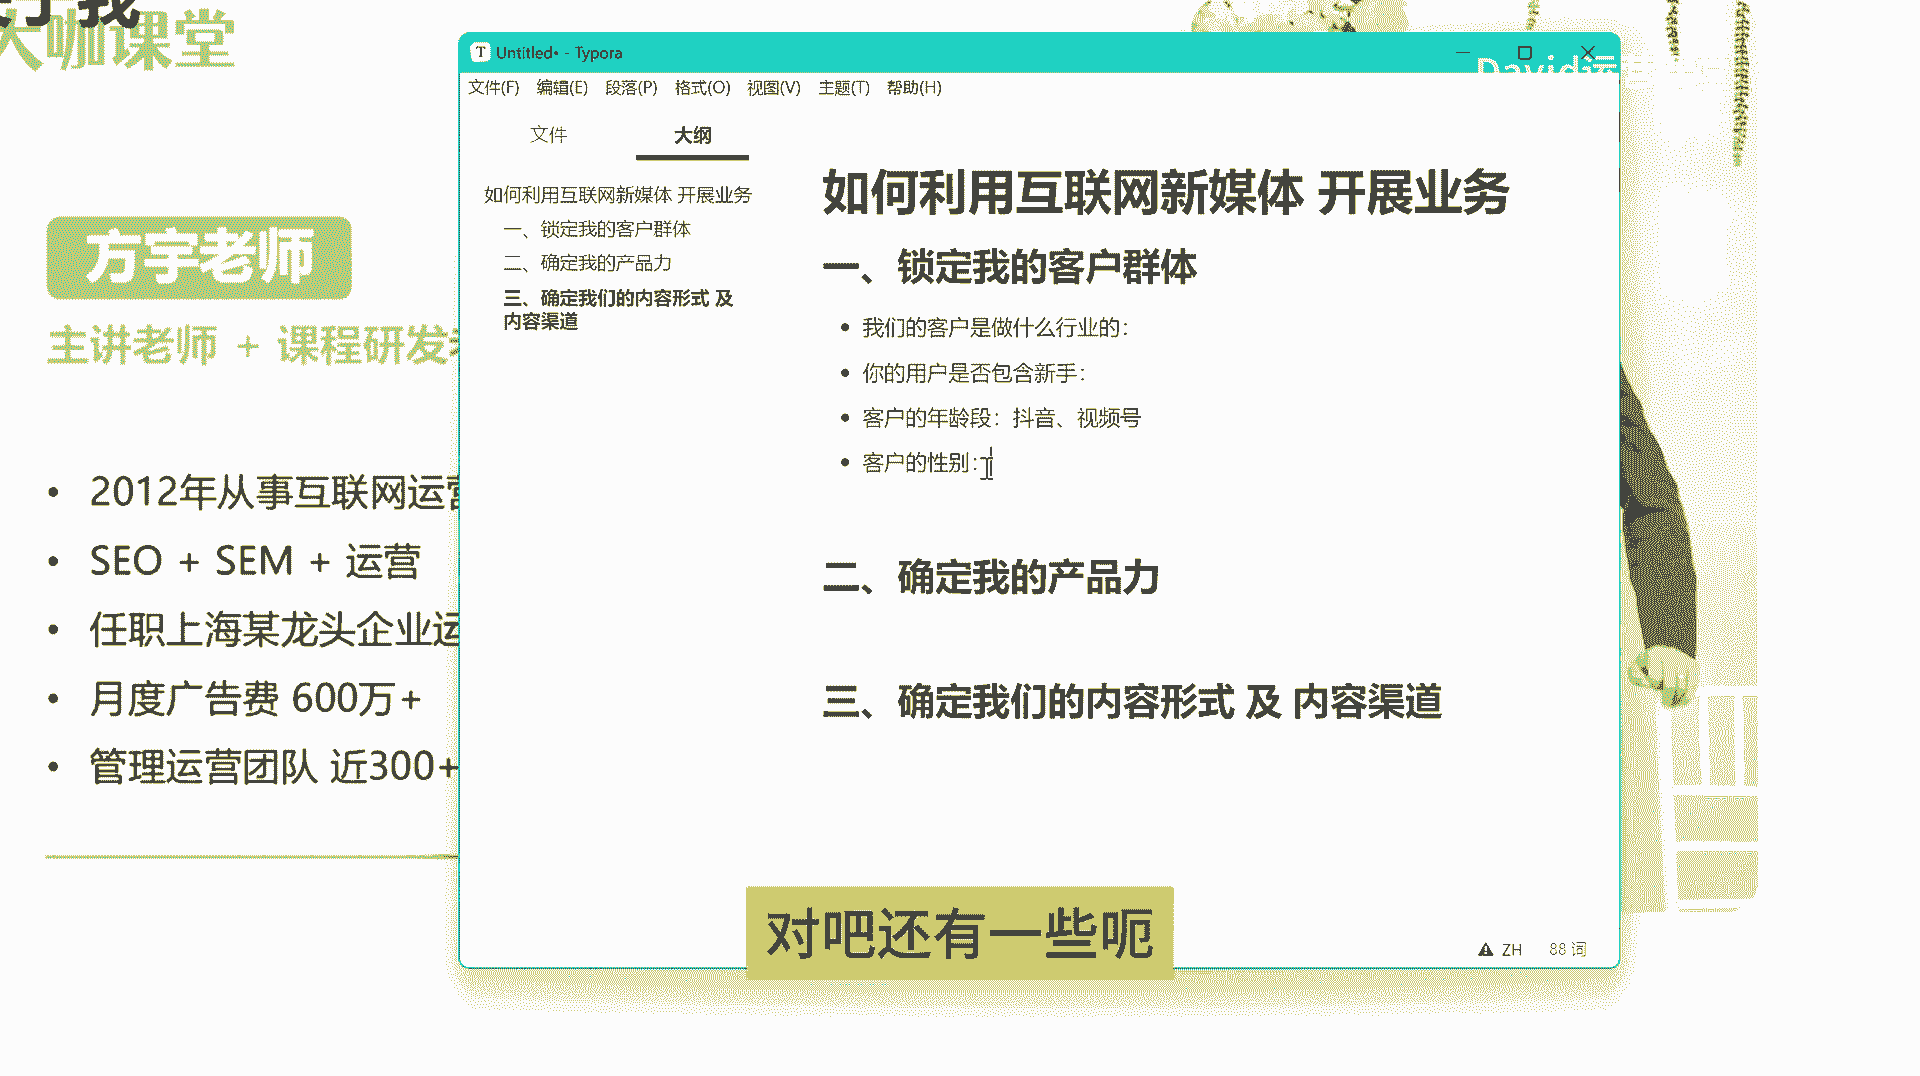 大咖课堂
方宇老师
主讲老师 + 课程研发
2012年从事互联网运营
SEO + SEM + 运营
任职上海某龙头企业运
月度广告费 600万+
管理运营团队 近300+
Untitled• - Typora
文件(F) 编辑(E) 段落(P) 格式(O) 视图(V) 主题(T) 帮助(H)
文件 大纲
如何利用互联网新媒体 开展业务
一、锁定我的客户群体
二、确定我的产品力
三、确定我们的内容形式 及
内容渠道
如何利用互联网新媒体 开展业务
一、锁定我的客户群体
我们的客户是做什么行业的：
你的用户是否包含新手：
客户的年龄段：抖音、视频号
客户的性别：
二、确定我的产品力
三、确定我们的内容形式 及 内容渠道
对吧还有一些呃
ZH 88 词